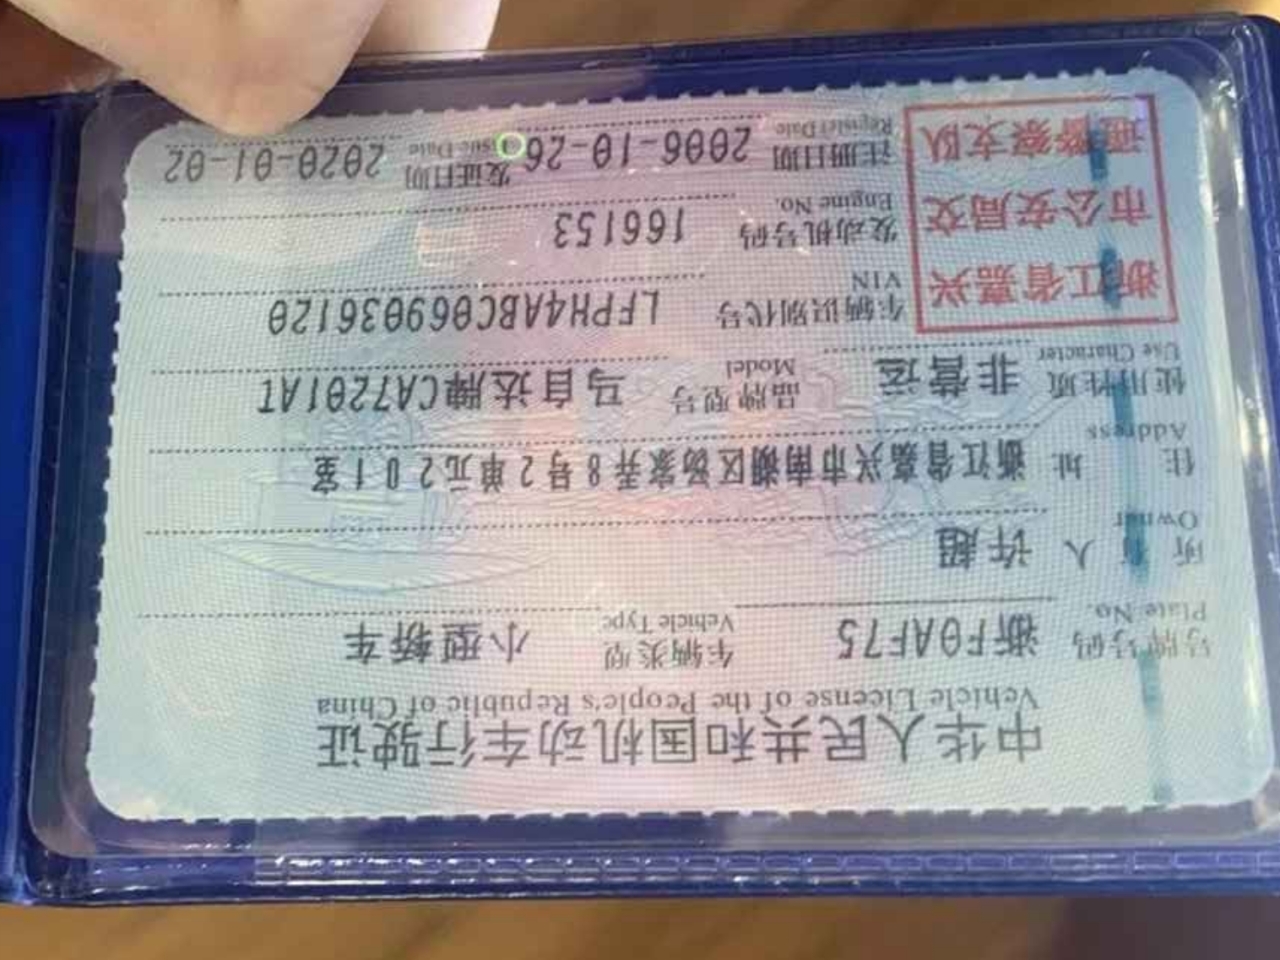 中华人民共和国机动车行驶证
Vehicle License of the People's Republic of China
号牌号码 浙F0AF75 车辆类型 小型轿车
Plate No. Vehicle Type
所有人 许超
Owner
住址 浙江省嘉兴市南湖区 家弄8号2单元201室
Address
使用性质 非营运 品牌型号 马自达牌CA7201AT
Use Character Model
浙江省嘉兴
市公安局交
通警察支队
车辆识别代号 LFPH4ABC069036120
VIN
发动机号码 166153
Engine No.
注册日期 2006-10-26 发证日期 2020-01-02
Register Date Issue Date